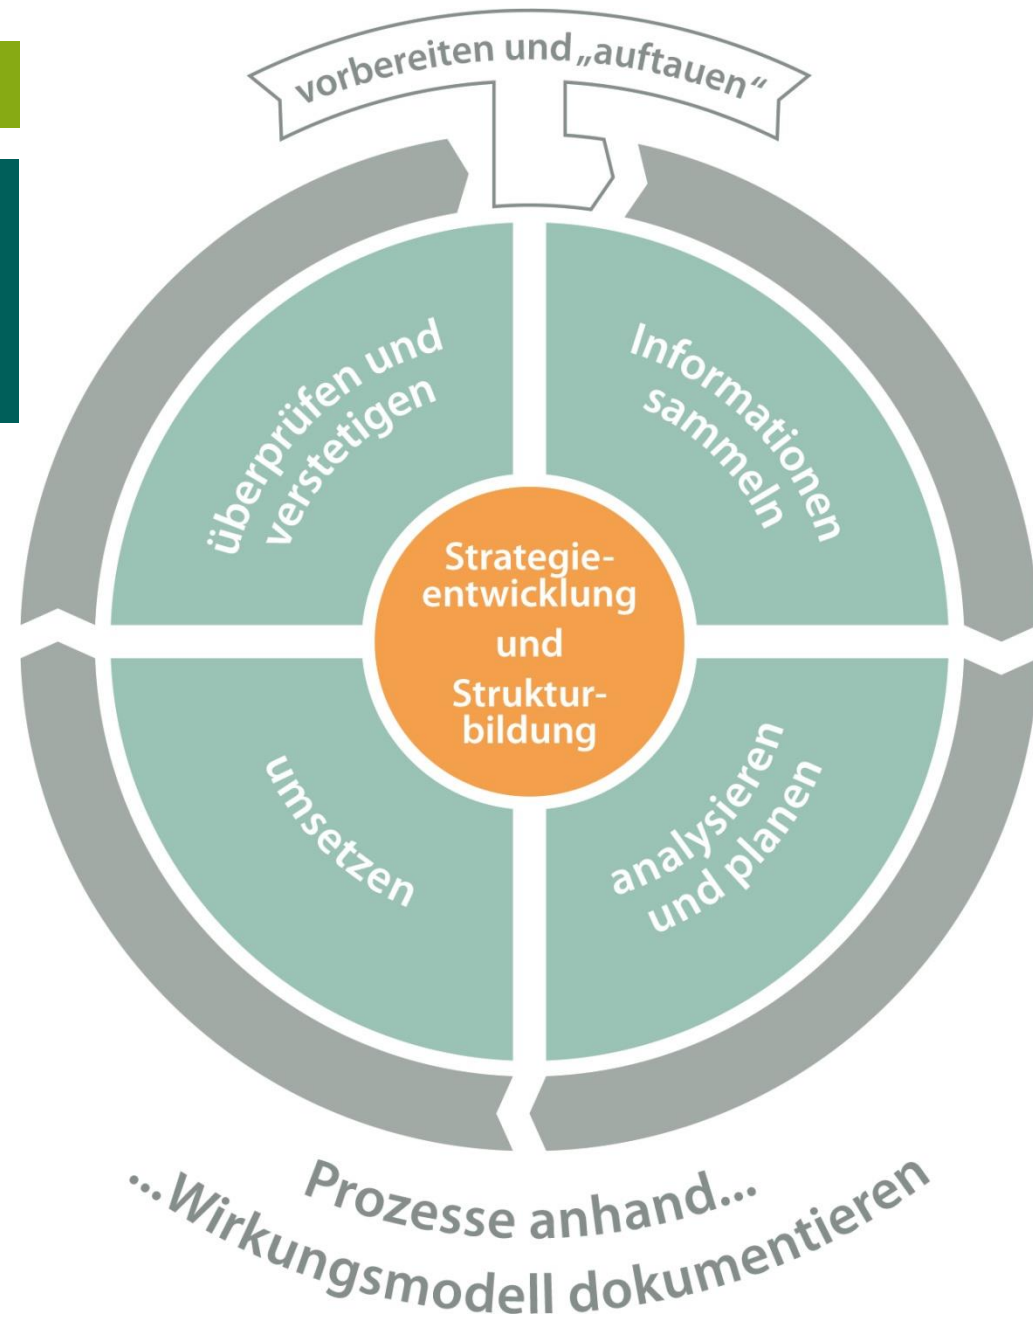 vorbereiten und „auftauen“
Informationen
sammeln
analysieren
und planen
umsetzen
überprüfen und
verstetigen
Strategie-
entwicklung
und
Struktur-
bildung
Prozesse anhand...
...Wirkungsmodell dokumentieren